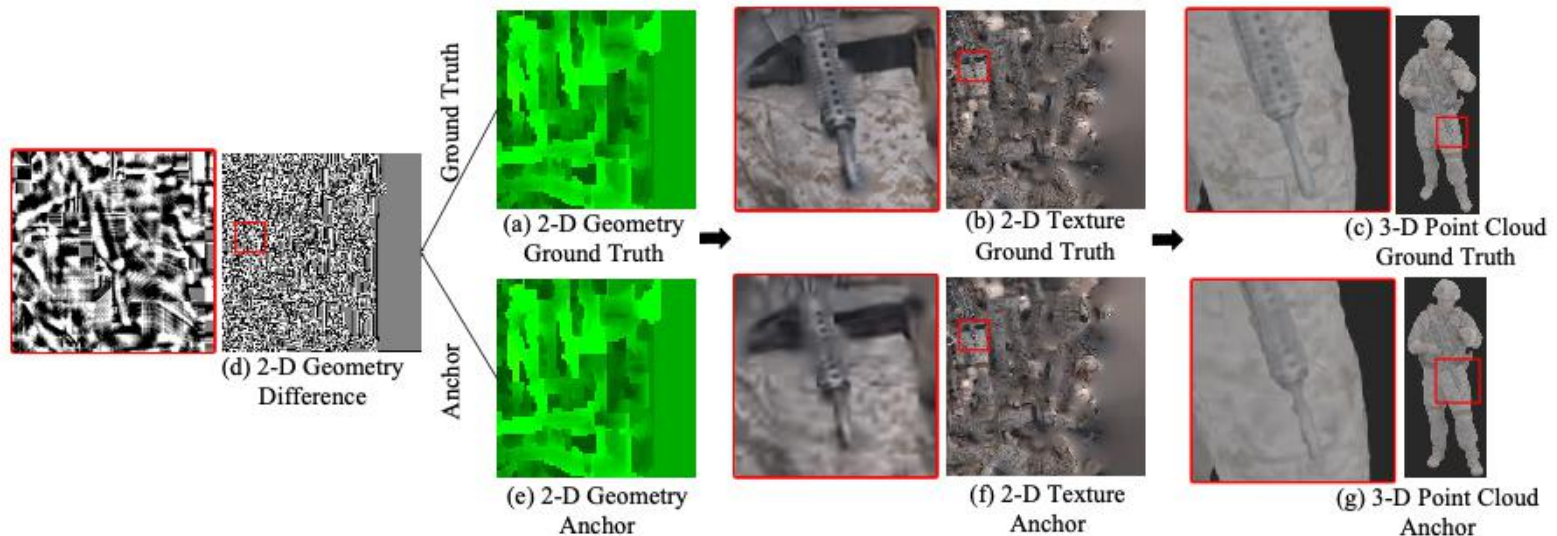 Ground Truth
(a) 2-D Geometry
Ground Truth
(b) 2-D Texture
Ground Truth
(c) 3-D Point Cloud
Ground Truth
(d) 2-D Geometry
Difference
Anchor
(e) 2-D Geometry
Anchor
(f) 2-D Texture
Anchor
(g) 3-D Point Cloud
Anchor